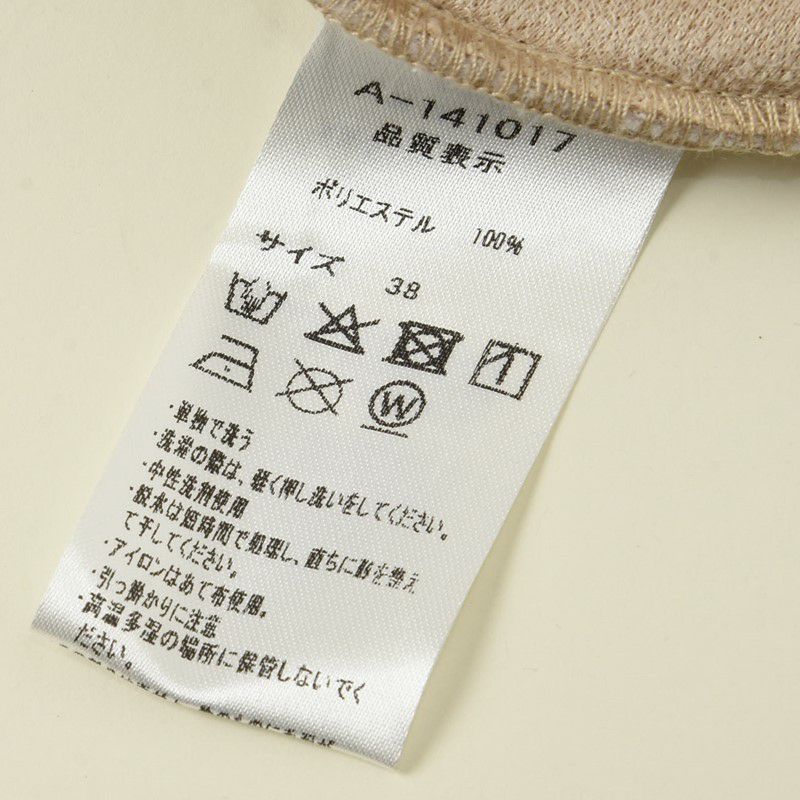 A-141017
品質表示
ポリエステル 100%
サイズ 38
W
・単物で洗う
・洗濯の際は、軽く押し洗いをしてください。
・中性洗剤使用
・脱水は短時間で処理し、直ちに形を整え
て干してください。
・アイロンはあて布使用。
・引っ掛かりに注意
・高温多湿の場所に保管しないでく
ださい。